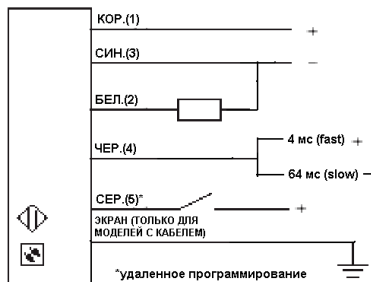 КОР.(1)
+
СИН.(3)
−
БЕЛ.(2)
4 мс (fast) +
ЧЕР.(4)
64 мс (slow) −
СЕР.(5)*
+
ЭКРАН (ТОЛЬКО ДЛЯ
МОДЕЛЕЙ С КАБЕЛЕМ)
*удаленное программирование